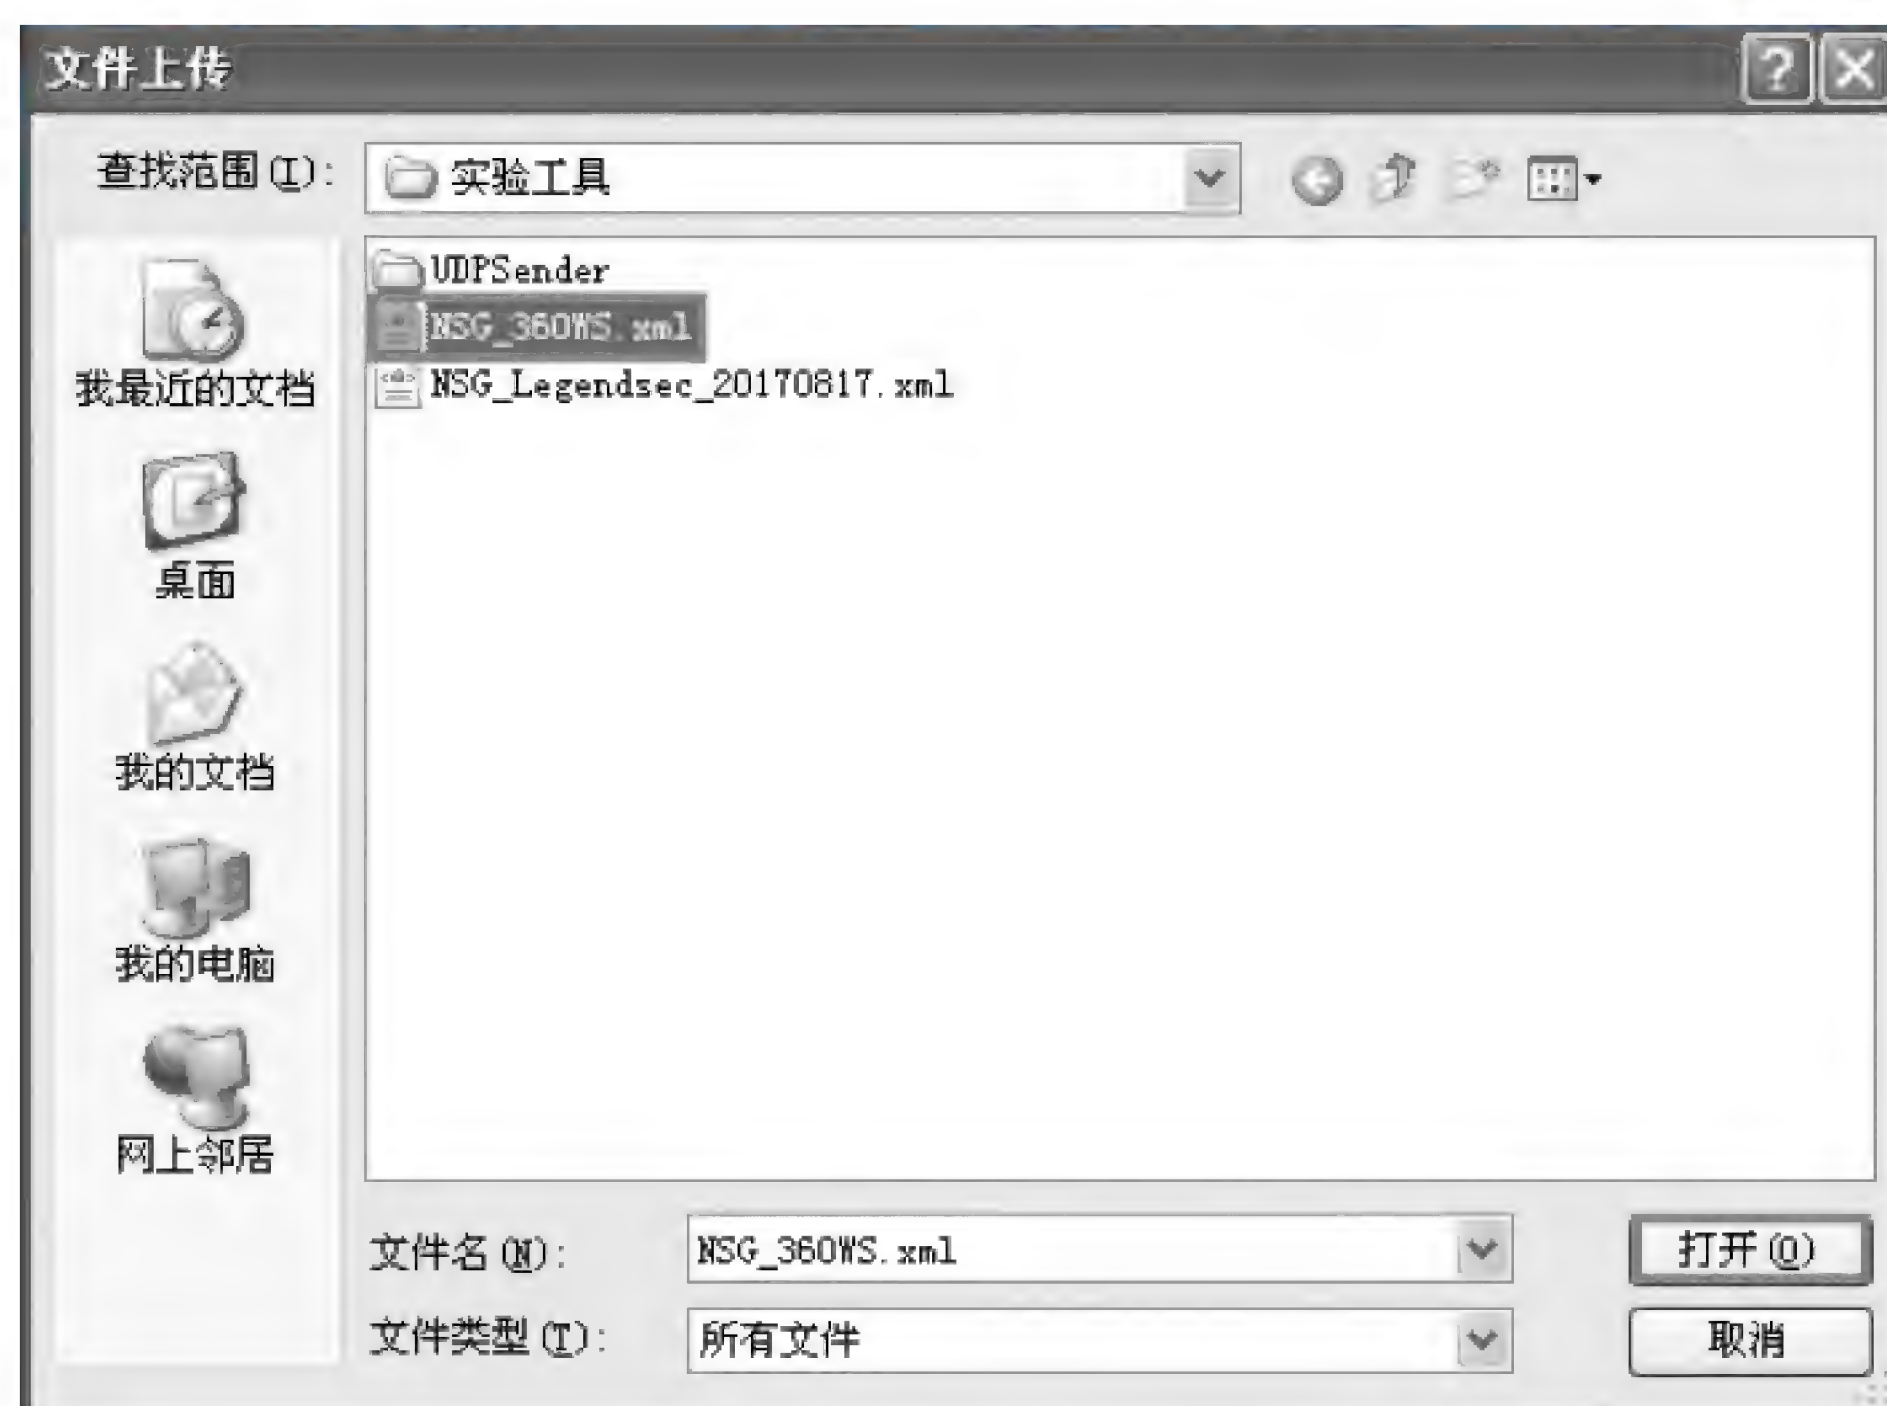 文件上传
查找范围(I):
实验工具
UDPSender
NSG_360WS.xml
NSG_Legendsec_20170817.xml
我最近的文档
桌面
我的文档
我的电脑
网上邻居
文件名(N):
NSG_360WS.xml
打开(O)
文件类型(T):
所有文件
取消